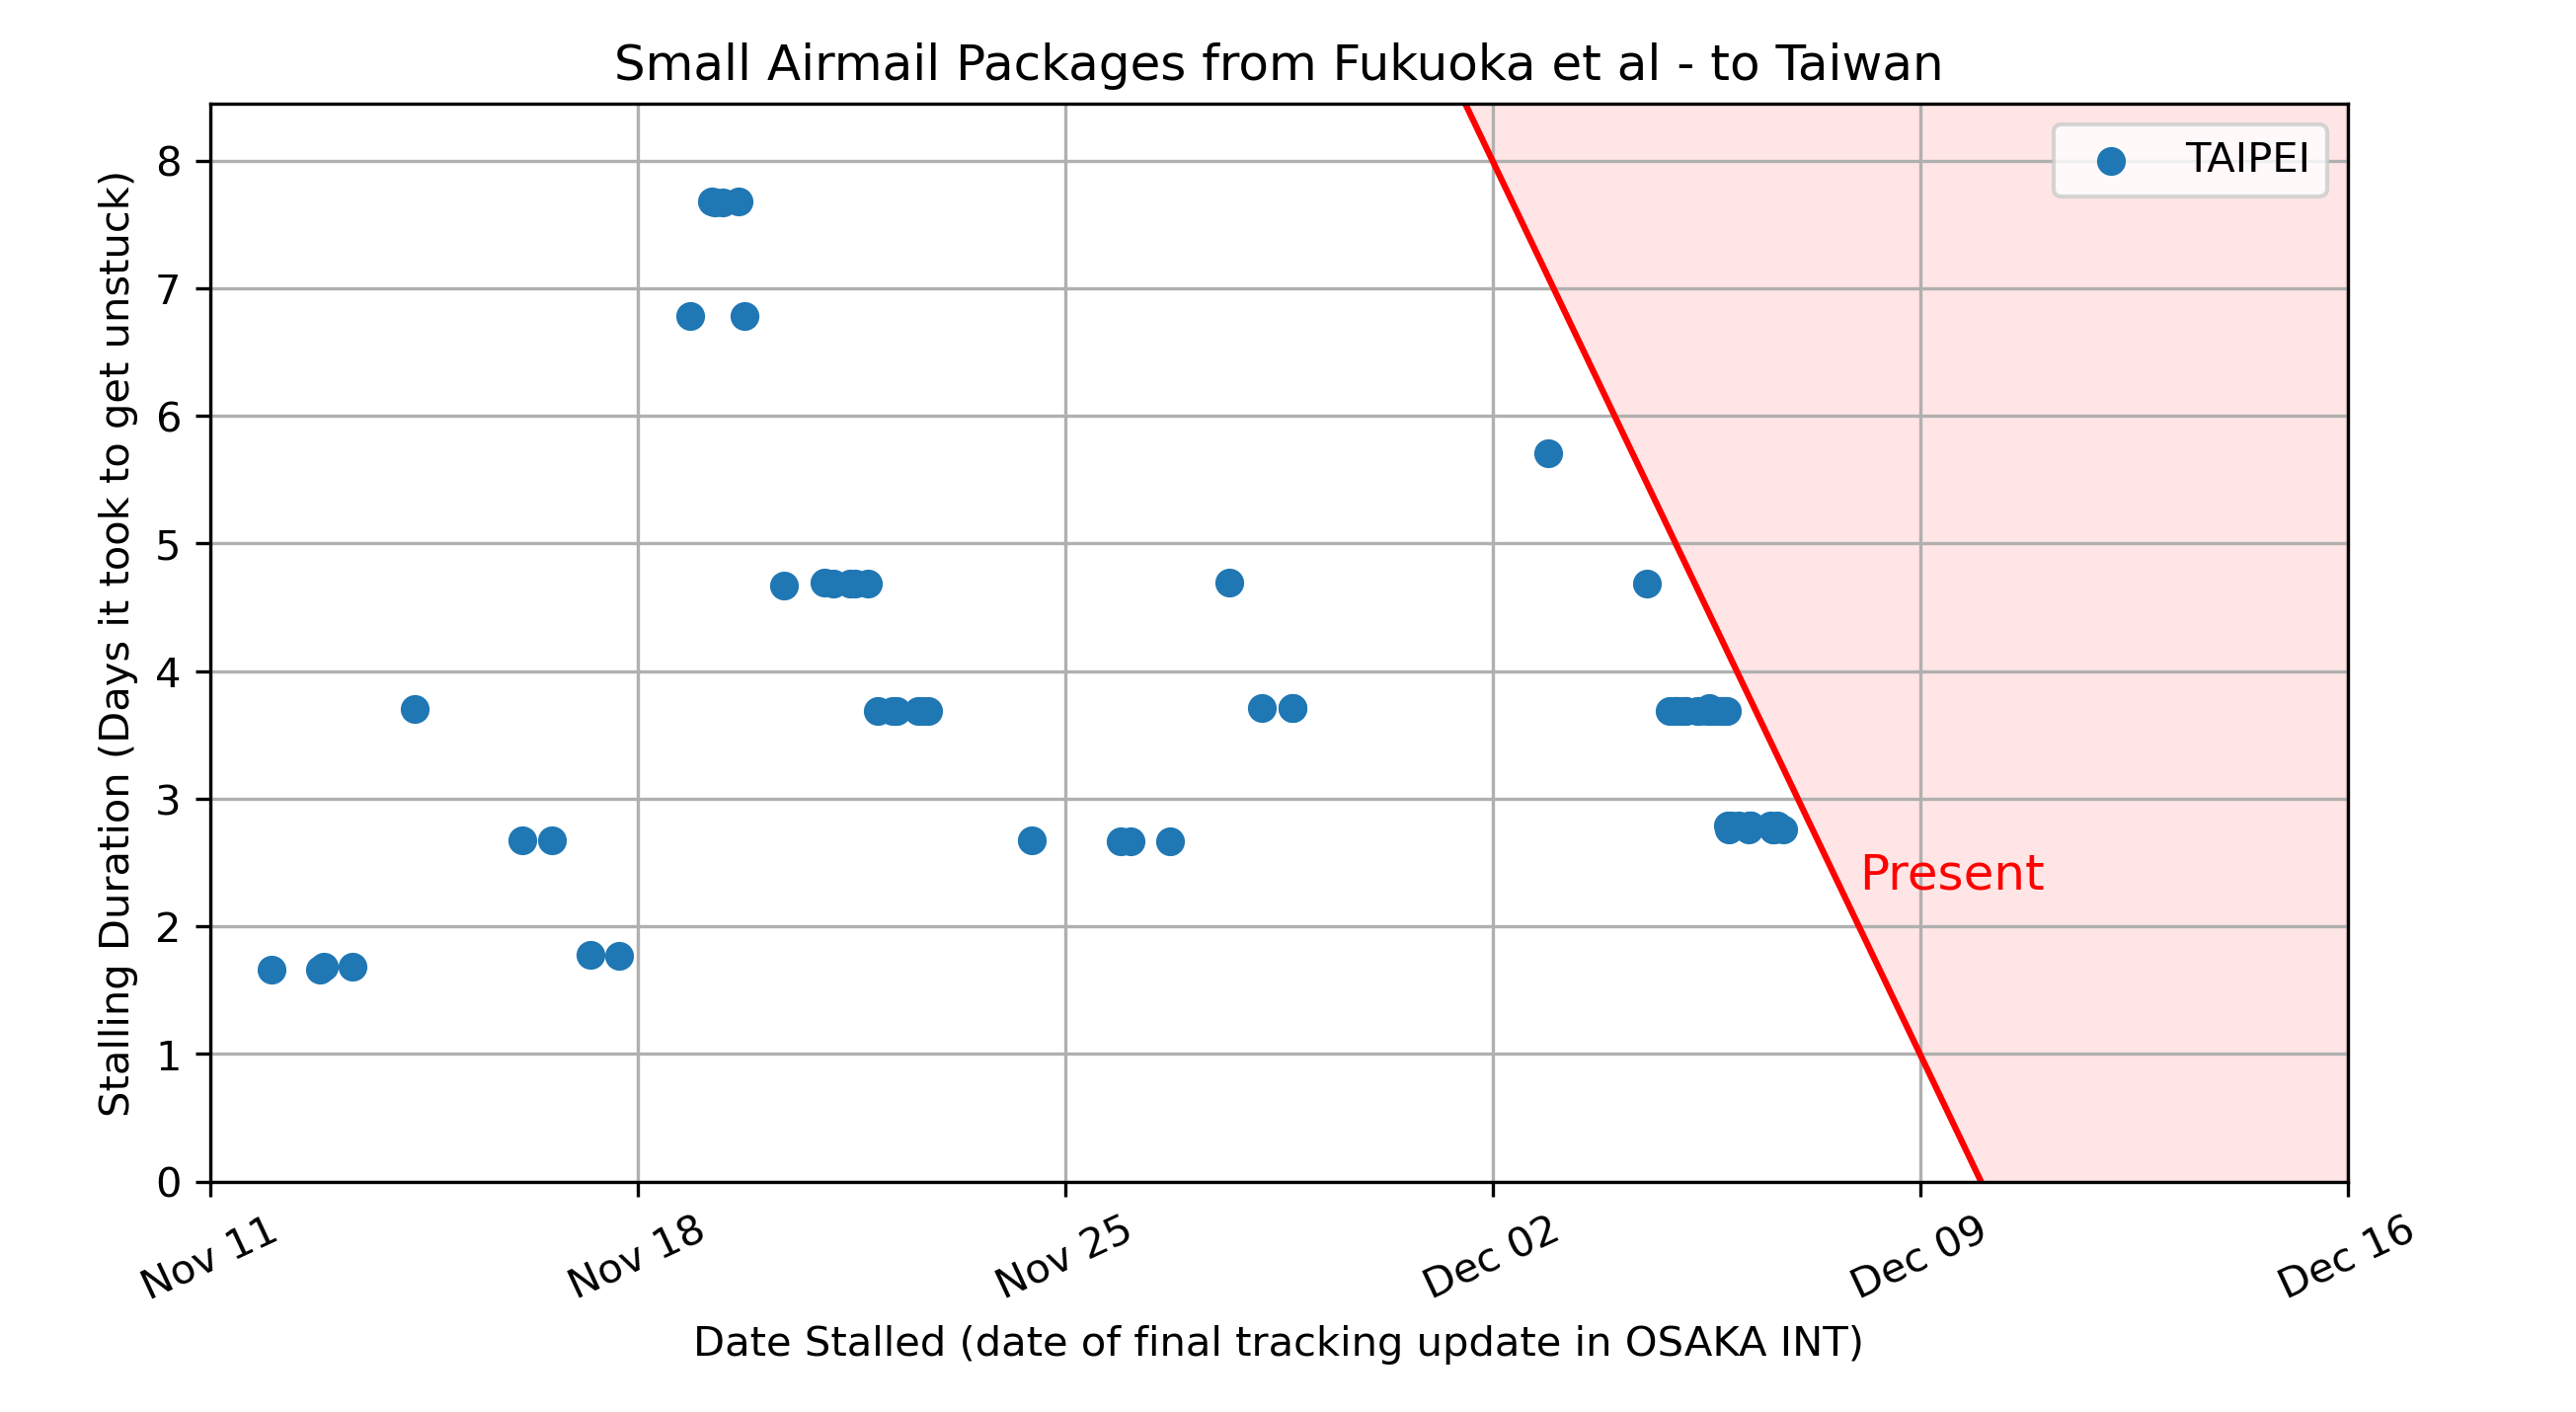 Small Airmail Packages from Fukuoka et al - to Taiwan
TAIPEI
Stalling Duration (Days it took to get unstuck)
8
7
6
5
4
3
2
1
0
Present
Nov 11
Nov 18
Nov 25
Dec 02
Dec 09
Dec 16
Date Stalled (date of final tracking update in OSAKA INT)